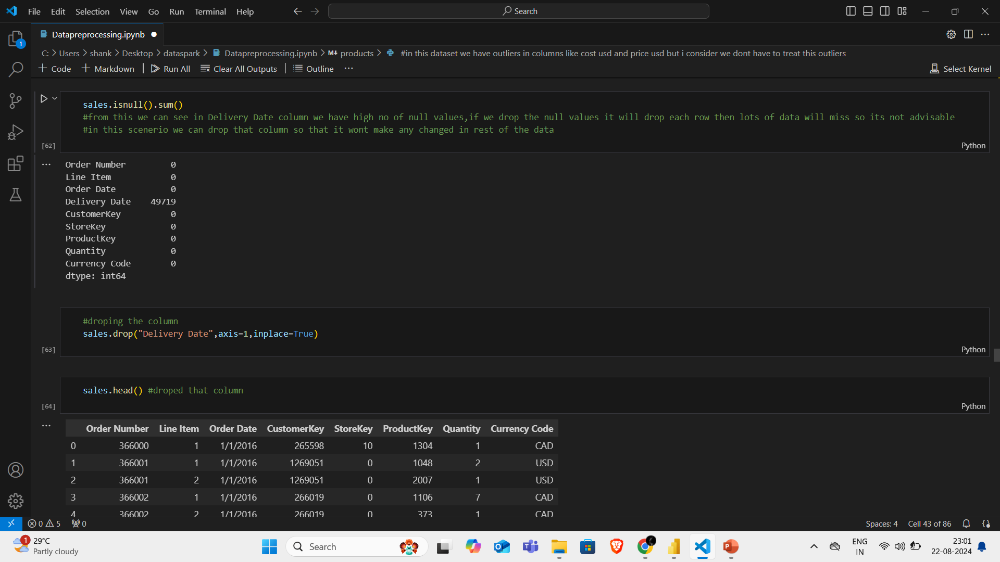 File Edit Selection View Go Run Terminal Help Search
Datapreprocessing.ipynb
1
C: > Users > shank > Desktop > dataspark > Datapreprocessing.ipynb > M↓ products > #in this dataset we have outliers in columns like cost usd and price usd but i consider we dont have to treat this outliers
+ Code + Markdown | Run All Clear All Outputs | Outline ... Select Kernel
sales.isnull().sum()
#from this we can see in Delivery Date column we have high no of null values,if we drop the null values it will drop each row then lots of data will miss so its not advisable
#in this scenerio we can drop that column so that it wont make any changed in rest of the data
[62] Python
Order Number 0
Line Item 0
Order Date 0
Delivery Date 49719
CustomerKey 0
StoreKey 0
ProductKey 0
Quantity 0
Currency Code 0
dtype: int64
#droping the column
sales.drop("Delivery Date",axis=1,inplace=True)
[63] Python
sales.head() #droped that column
[64] Python
Order Number Line Item Order Date CustomerKey StoreKey ProductKey Quantity Currency Code
0 366000 1 1/1/2016 265598 10 1304 1 CAD
1 366001 1 1/1/2016 1269051 0 1048 2 USD
2 366001 2 1/1/2016 1269051 0 2007 1 USD
3 366002 1 1/1/2016 266019 0 1106 7 CAD
4 366002 2 1/1/2016 266019 0 373 1 CAD
0 5 0 Spaces: 4 Cell 43 of 86
1 29°C
Partly cloudy
Search
ENG
IN
23:01
22-08-2024